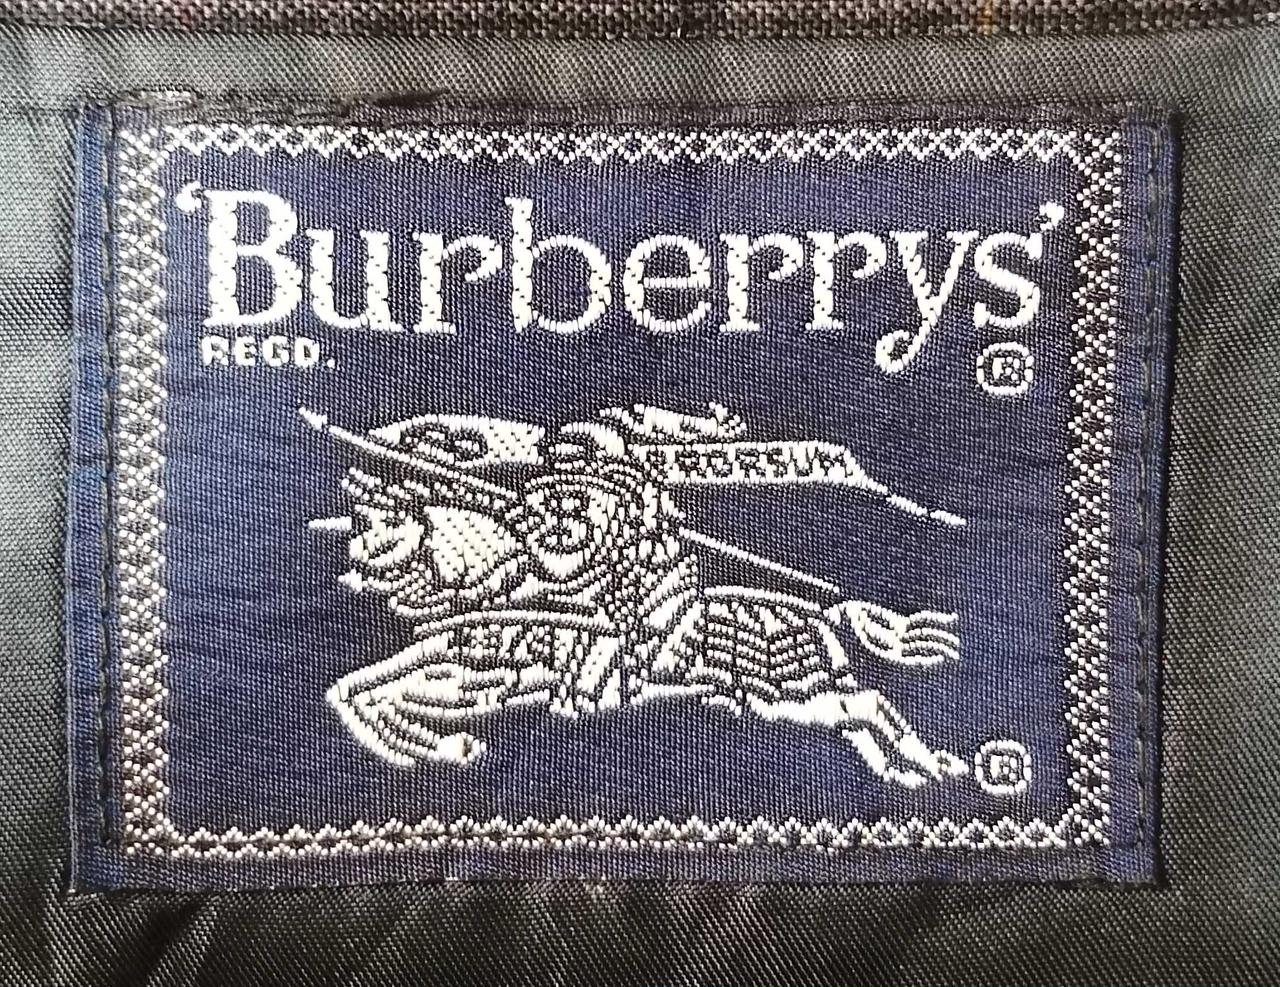 ‘Burberrys’
REGD. ®
PRORSUM
®